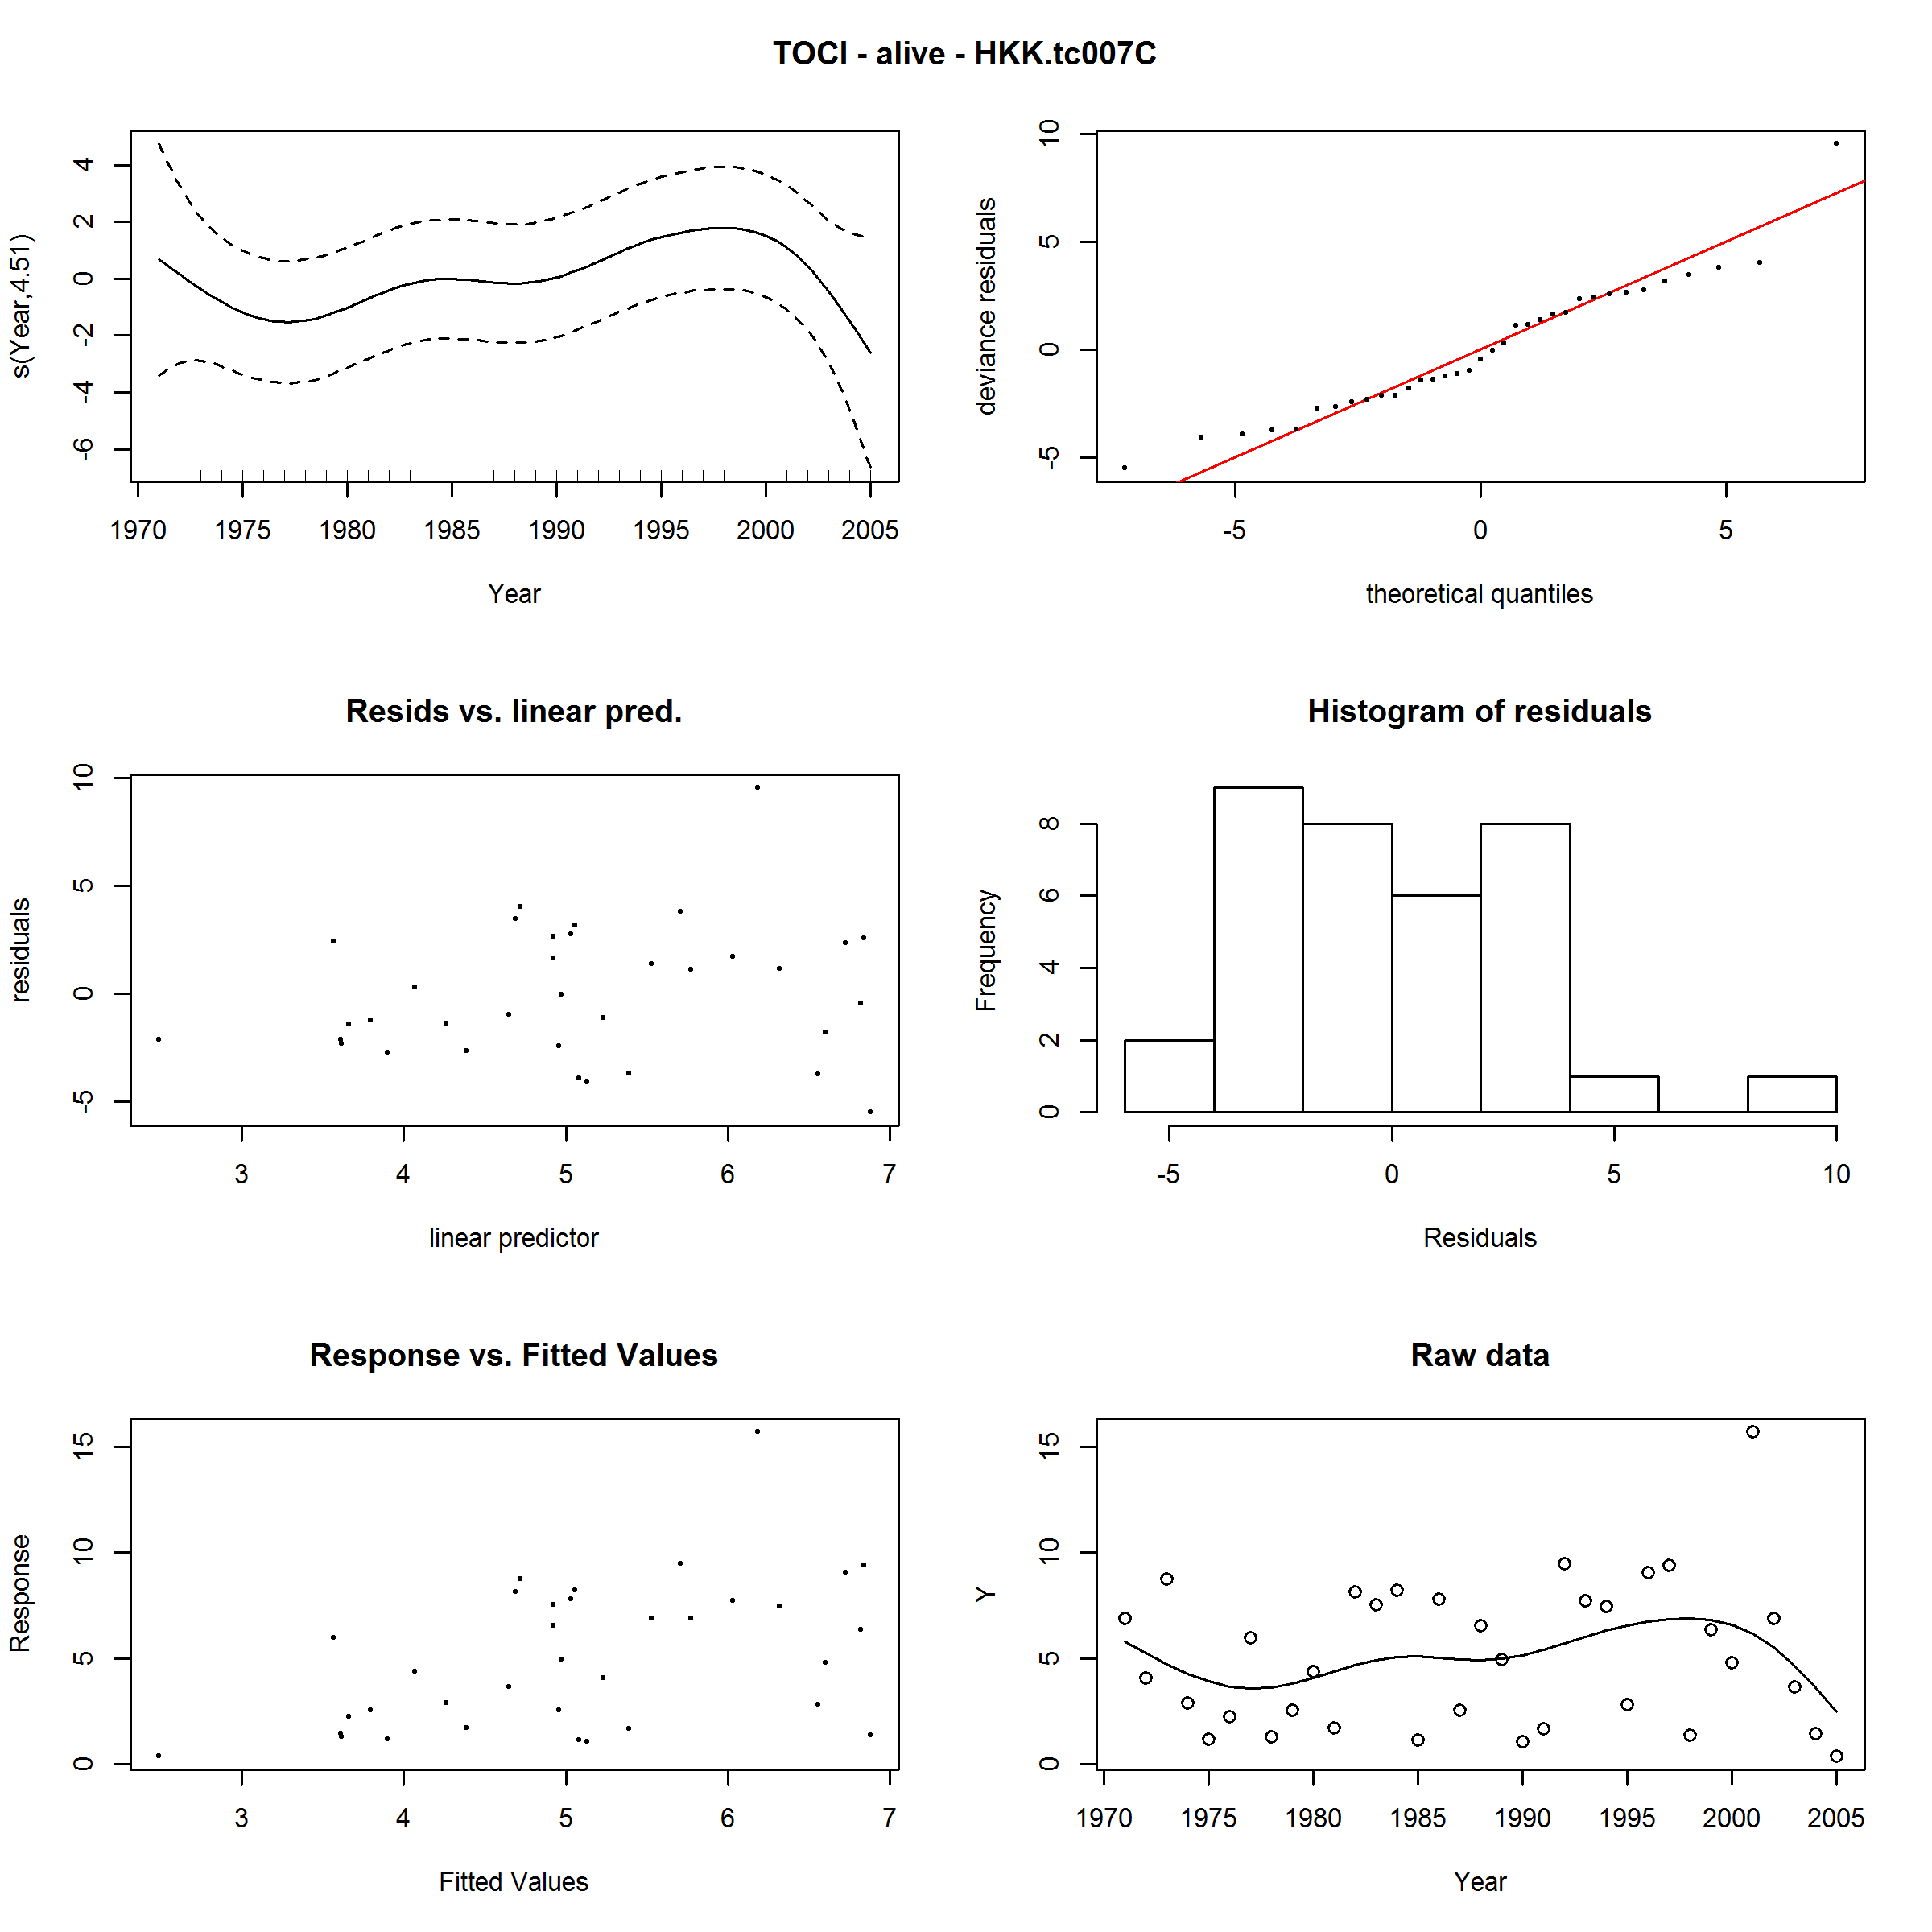 TOCI - alive - HKK.tc007C
s(Year,4.51)
4
2
0
-2
-4
-6
1970 1975 1980 1985 1990 1995 2000 2005
Year
deviance residuals
10
5
0
-5
-5 0 5
theoretical quantiles
Resids vs. linear pred.
residuals
10
5
0
-5
3 4 5 6 7
linear predictor
Histogram of residuals
Frequency
8
6
4
2
0
-5 0 5 10
Residuals
Response vs. Fitted Values
Response
15
10
5
0
3 4 5 6 7
Fitted Values
Raw data
Y
15
10
5
0
1970 1975 1980 1985 1990 1995 2000 2005
Year